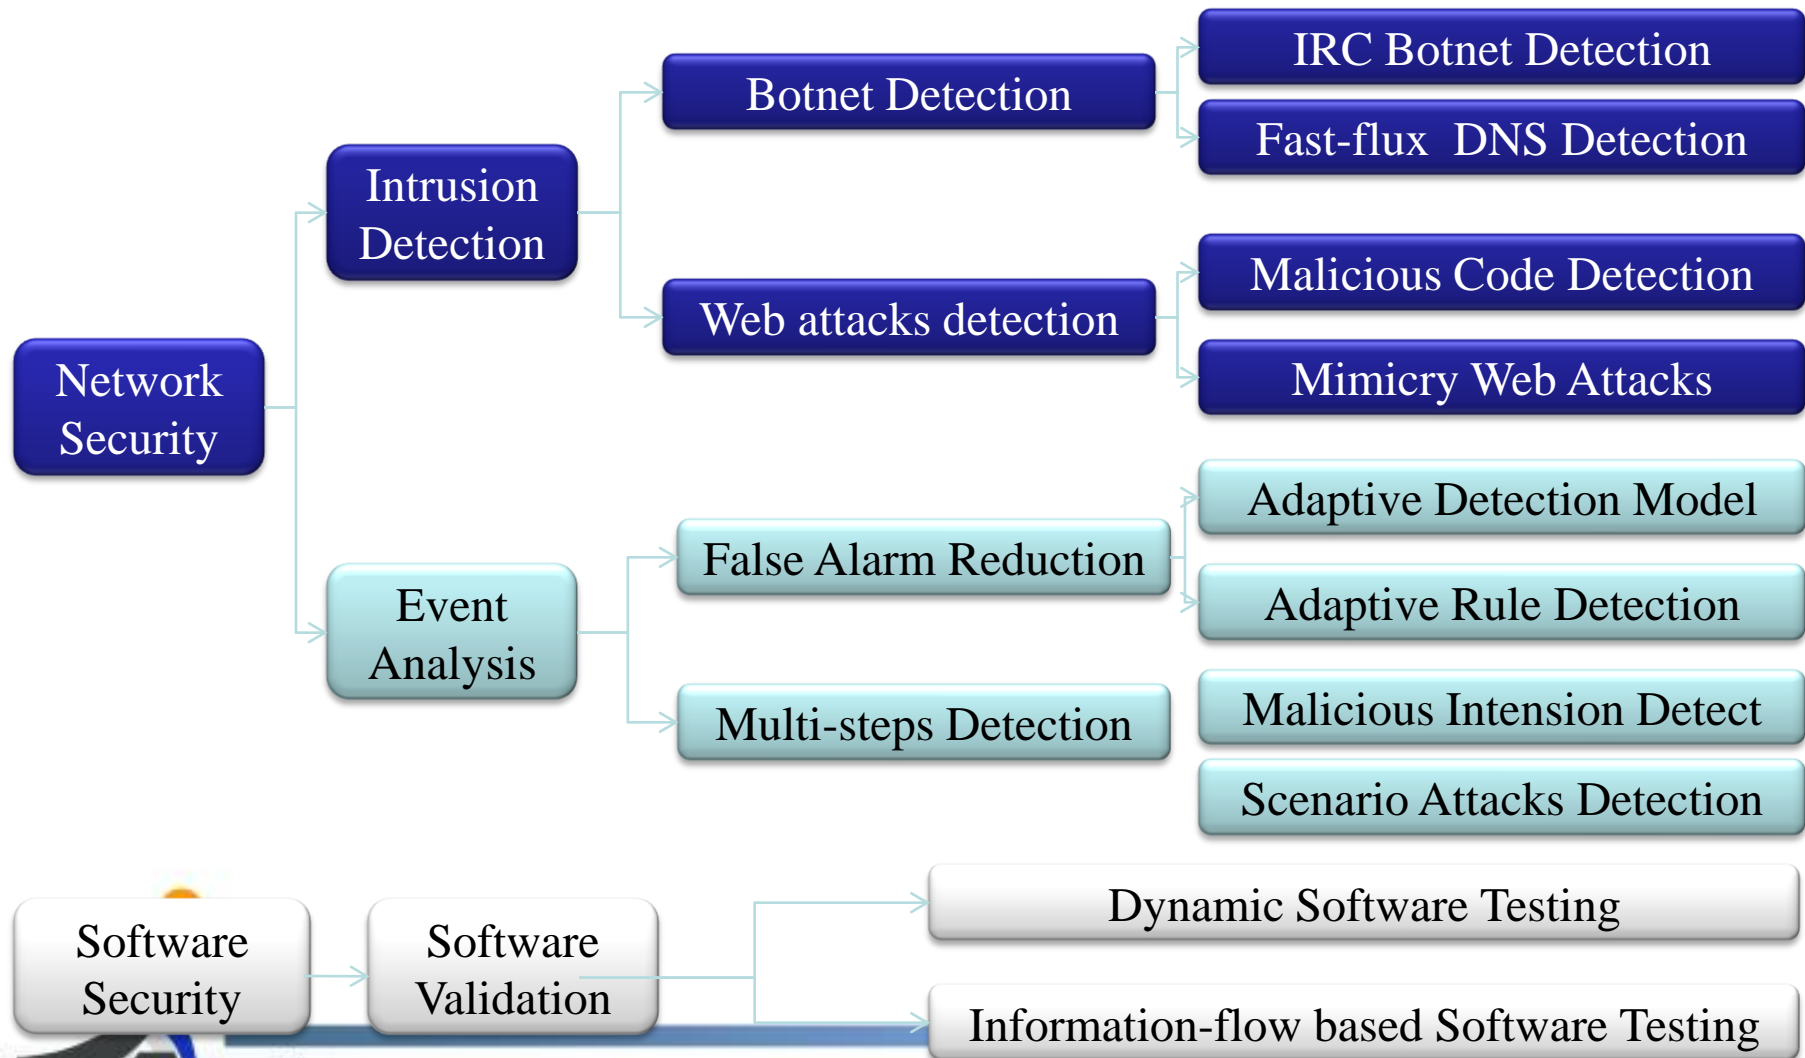 Network
Security
Intrusion
Detection
Botnet Detection
IRC Botnet Detection
Fast-flux  DNS Detection
Web attacks detection
Malicious Code Detection
Mimicry Web Attacks
Event
Analysis
False Alarm Reduction
Adaptive Detection Model
Adaptive Rule Detection
Multi-steps Detection
Malicious Intension Detect
Scenario Attacks Detection
Software
Security
Software
Validation
Dynamic Software Testing
Information-flow based Software Testing